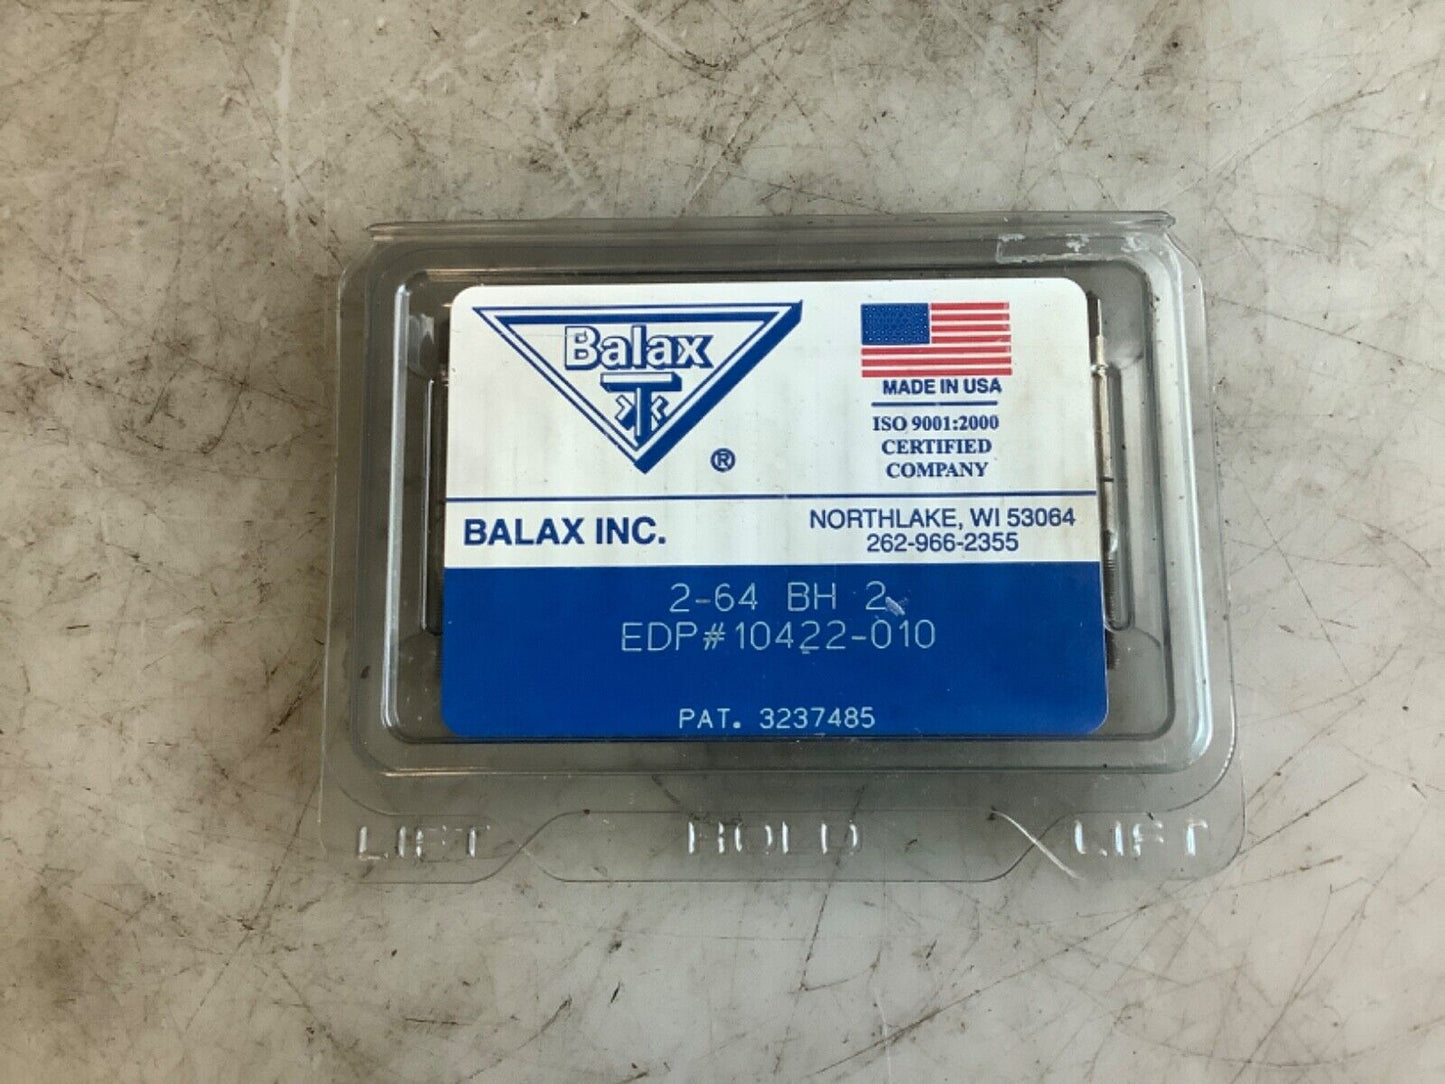 Balax
T
®
MADE IN USA
ISO 9001:2000
CERTIFIED
COMPANY
BALAX INC.
NORTHLAKE, WI 53064
262-966-2355
2-64 BH 2
EDP#10422-010
PAT. 3237485
LIFT HOLD LIFT